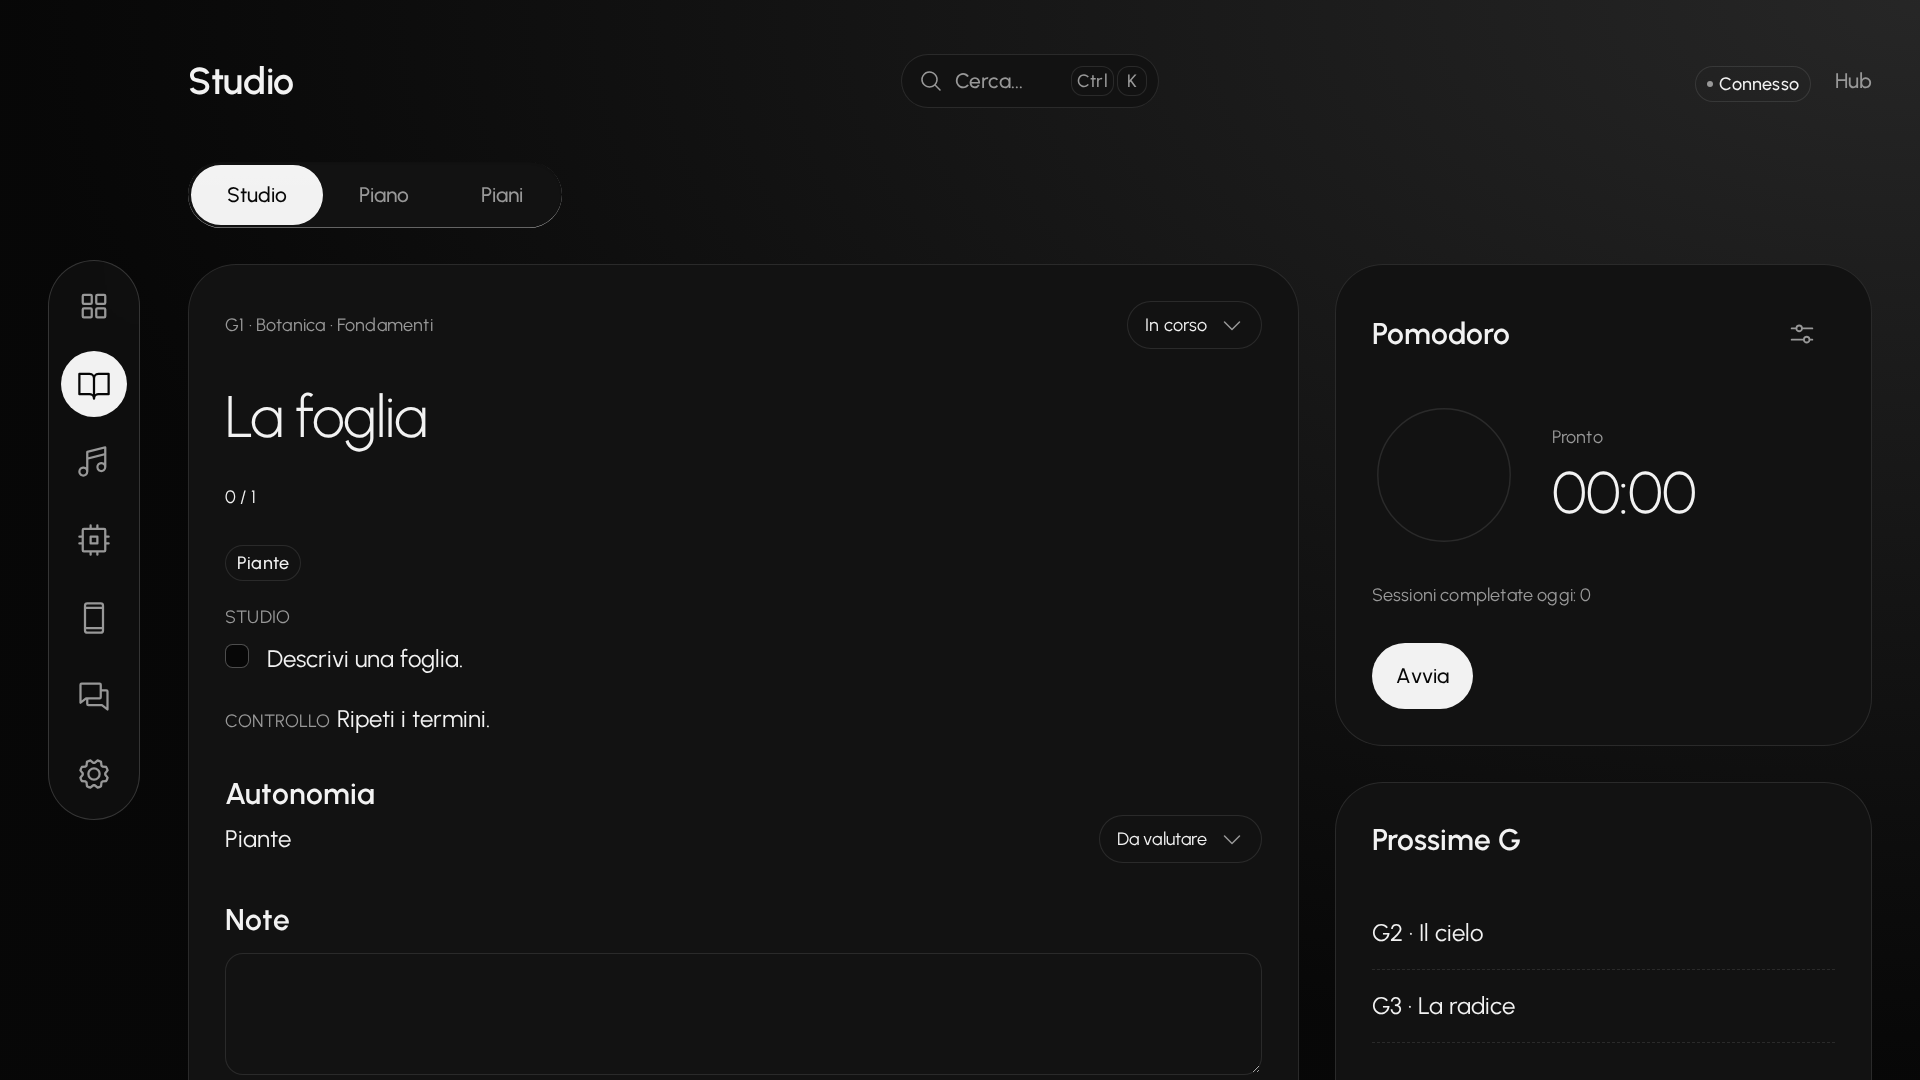 Studio
Cerca...
Ctrl K
Connesso
Hub
Studio
Piano
Piani
G1 · Botanica · Fondamenti
In corso
La foglia
0 / 1
Piante
STUDIO
Descrivi una foglia.
CONTROLLO Ripeti i termini.
Autonomia
Piante
Da valutare
Note
Pomodoro
Pronto
00:00
Sessioni completate oggi: 0
Avvia
Prossime G
G2 · Il cielo
G3 · La radice